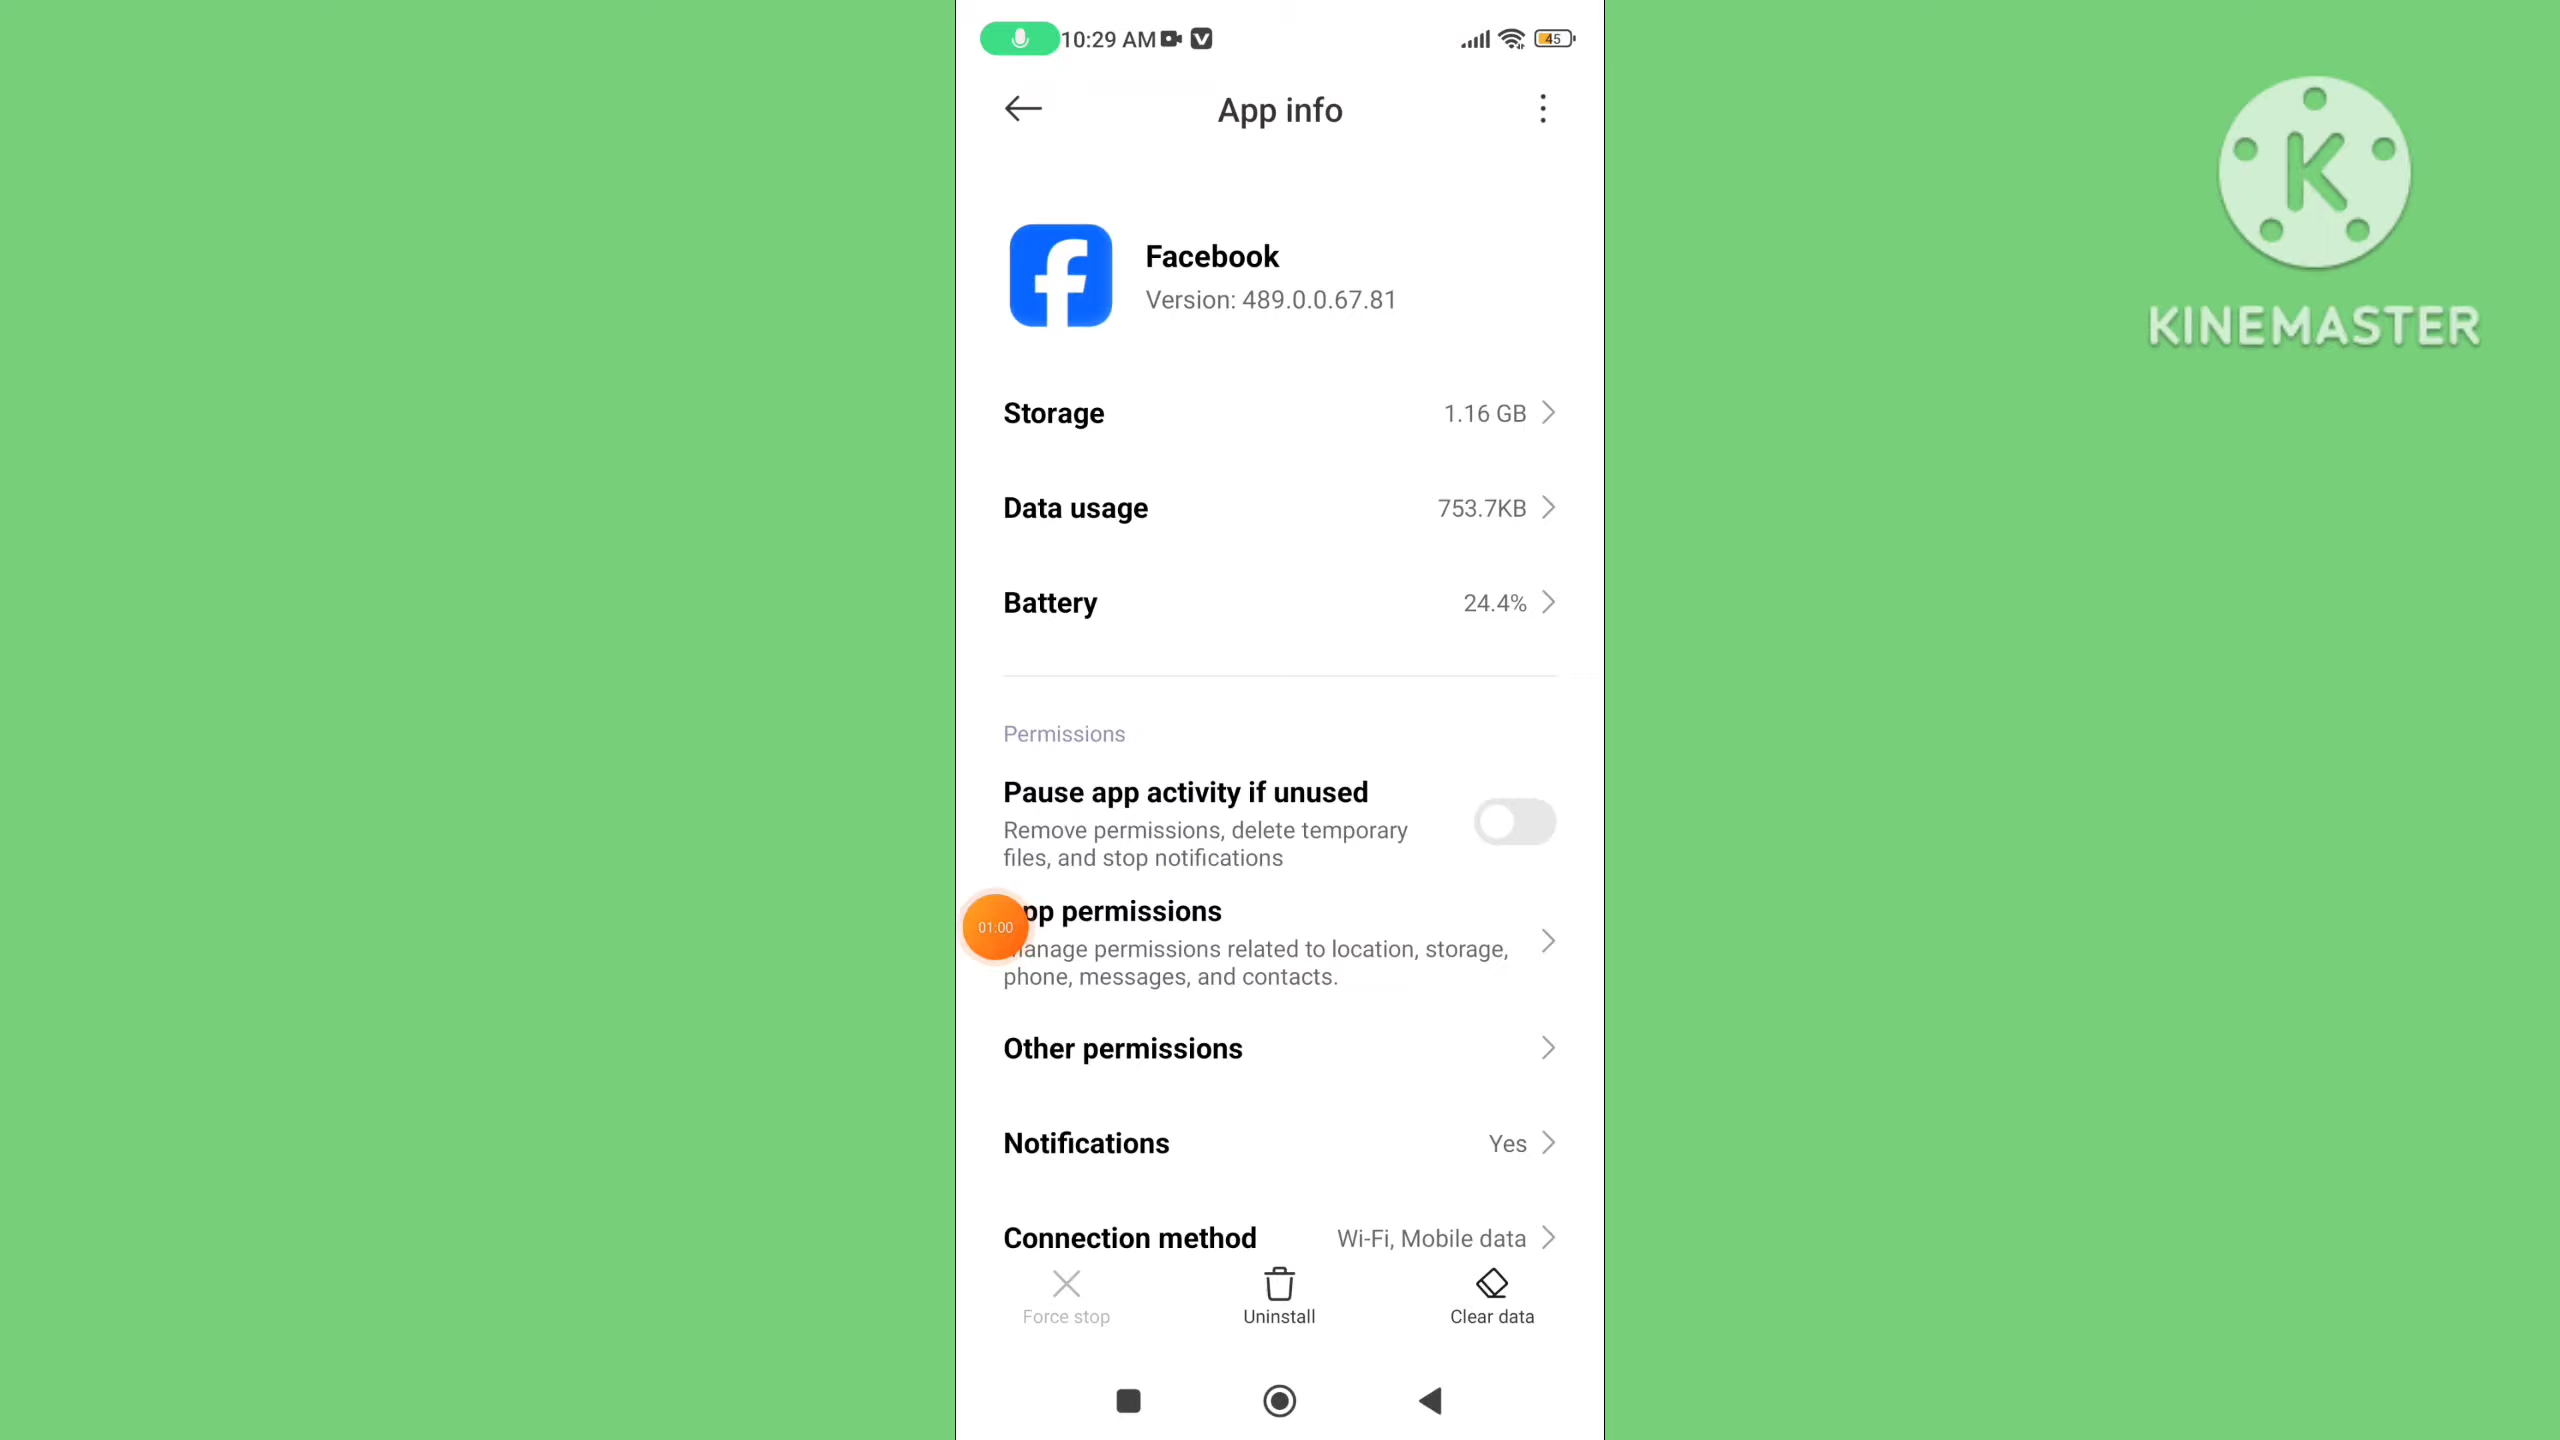 10:29 AM
45
App info
Facebook
Version: 489.0.0.67.81
Storage 1.16 GB
Data usage 753.7KB
Battery 24.4%
Permissions
Pause app activity if unused
Remove permissions, delete temporary
files, and stop notifications
pp permissions
01:00
anage permissions related to location, storage,
phone, messages, and contacts.
Other permissions
Notifications Yes
Connection method Wi-Fi, Mobile data
Force stop Uninstall Clear data
K
KINEMASTER